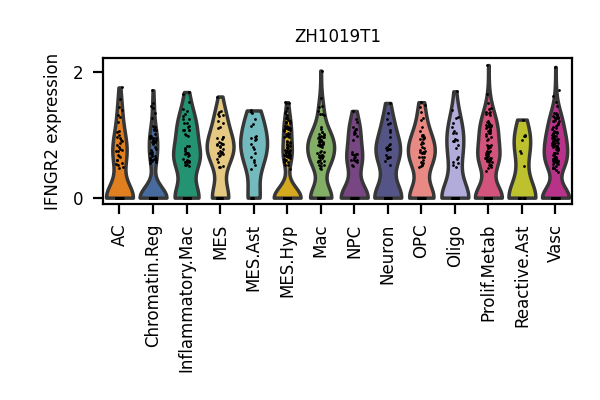 ZH1019T1
IFNGR2 expression
2
0
AC
Chromatin.Reg
Inflammatory.Mac
MES
MES.Ast
MES.Hyp
Mac
NPC
Neuron
OPC
Oligo
Prolif.Metab
Reactive.Ast
Vasc